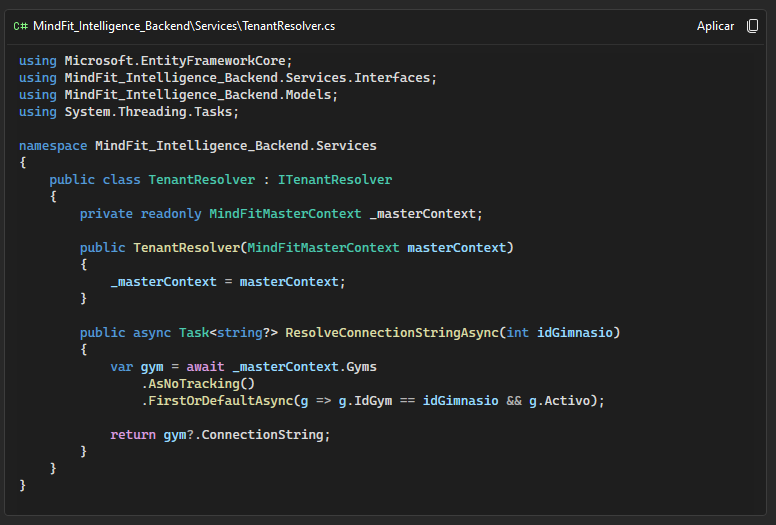 C# MindFit_Intelligence_Backend\Services\TenantResolver.cs Aplicar
using Microsoft.EntityFrameworkCore;
using MindFit_Intelligence_Backend.Services.Interfaces;
using MindFit_Intelligence_Backend.Models;
using System.Threading.Tasks;

namespace MindFit_Intelligence_Backend.Services
{
    public class TenantResolver : ITenantResolver
    {
        private readonly MindFitMasterContext _masterContext;

        public TenantResolver(MindFitMasterContext masterContext)
        {
            _masterContext = masterContext;
        }

        public async Task<string?> ResolveConnectionStringAsync(int idGimnasio)
        {
            var gym = await _masterContext.Gyms
                .AsNoTracking()
                .FirstOrDefaultAsync(g => g.IdGym == idGimnasio && g.Activo);

            return gym?.ConnectionString;
        }
    }
}